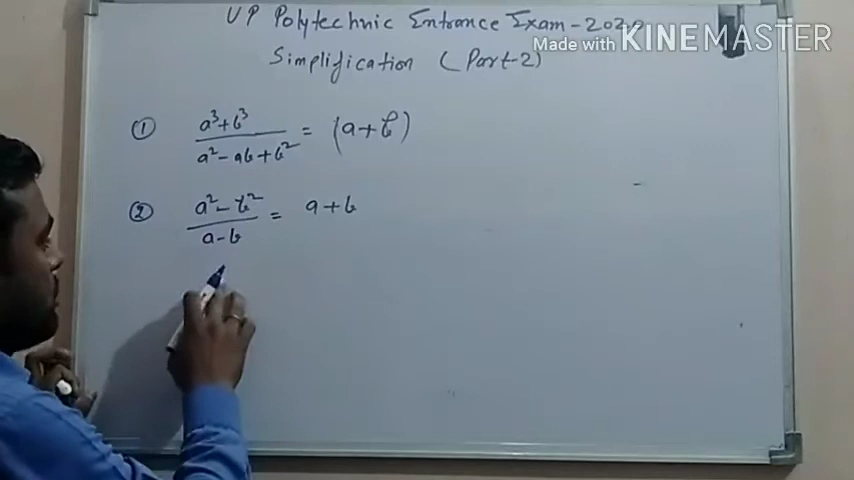 UP Polytechnic Entrance Exam-2020
Made with KINEMASTER
Simplification (Part-2)
① a³+b³ / a²-ab+b² = (a+b)
② a²-b² / a-b = a+b